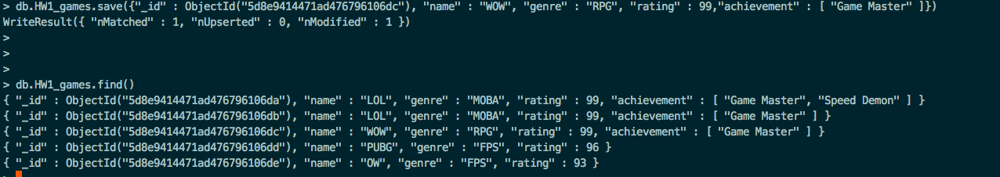 > db.HW1_games.save({"_id" : ObjectId("5d8e9414471ad476796106dc"), "name" : "WOW", "genre" : "RPG", "rating" : 99,"achievement" : [ "Game Master" ]})
WriteResult({ "nMatched" : 1, "nUpserted" : 0, "nModified" : 1 })
>
>
>
> db.HW1_games.find()
{ "_id" : ObjectId("5d8e9414471ad476796106da"), "name" : "LOL", "genre" : "MOBA", "rating" : 99, "achievement" : [ "Game Master", "Speed Demon" ] }
{ "_id" : ObjectId("5d8e9414471ad476796106db"), "name" : "LOL", "genre" : "MOBA", "rating" : 99, "achievement" : [ "Game Master" ] }
{ "_id" : ObjectId("5d8e9414471ad476796106dc"), "name" : "WOW", "genre" : "RPG", "rating" : 99, "achievement" : [ "Game Master" ] }
{ "_id" : ObjectId("5d8e9414471ad476796106dd"), "name" : "PUBG", "genre" : "FPS", "rating" : 96 }
{ "_id" : ObjectId("5d8e9414471ad476796106de"), "name" : "OW", "genre" : "FPS", "rating" : 93 }